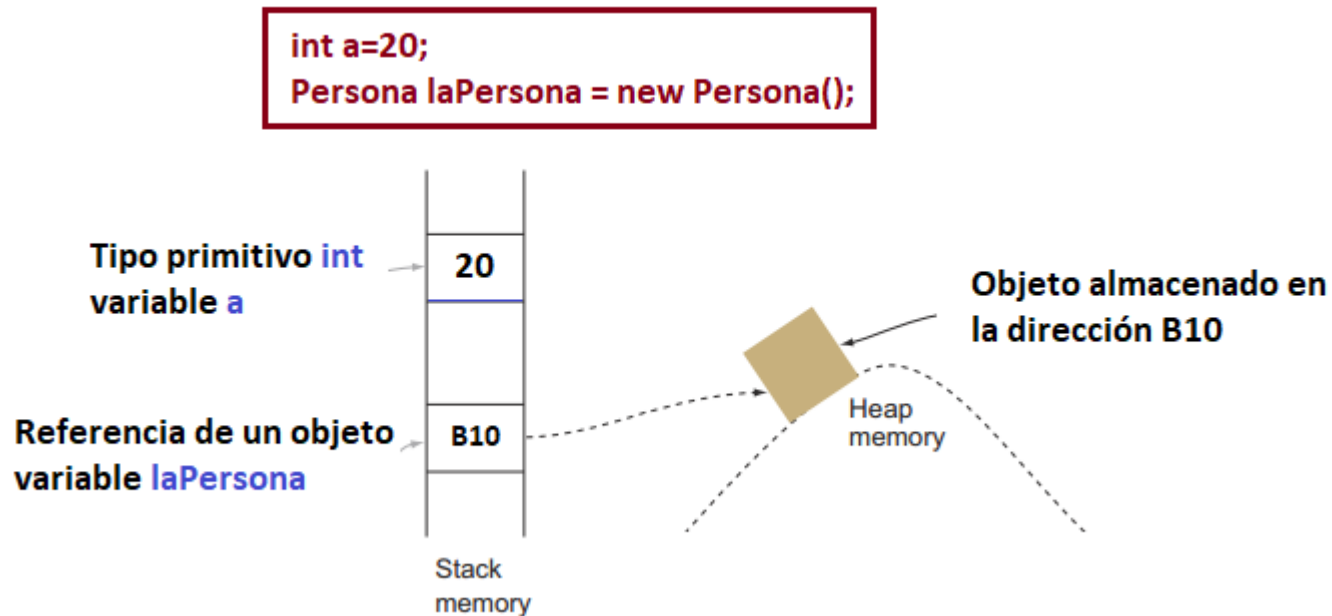 int a=20;
Persona laPersona = new Persona();
Tipo primitivo int
variable a
20
Objeto almacenado en
la dirección B10
Referencia de un objeto
variable laPersona
B10
Heap
memory
Stack
memory